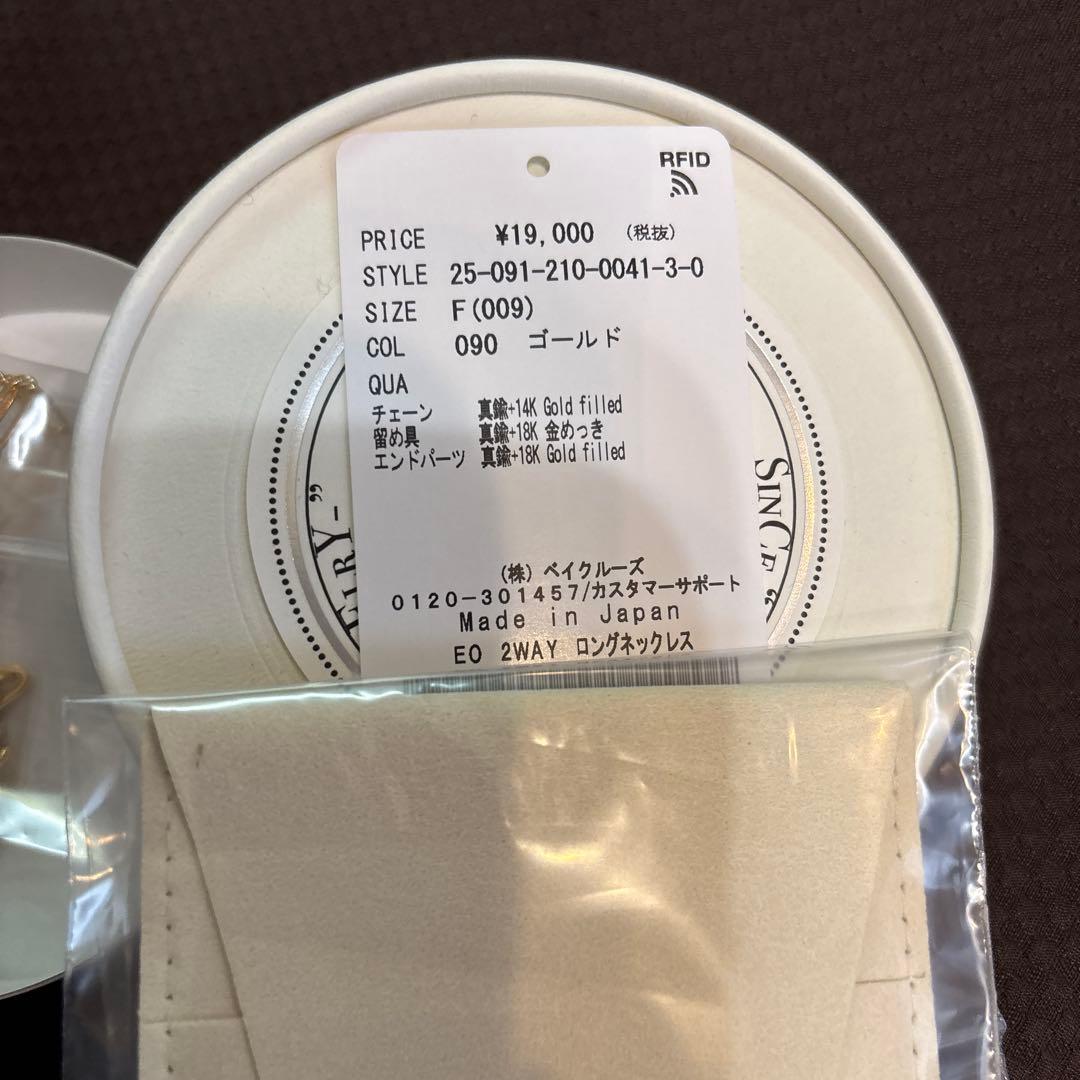 RFID
PRICE ¥19,000 (税抜)
STYLE 25-091-210-0041-3-0
SIZE F(009)
COL 090 ゴールド
QUA
チェーン 真鍮+14K Gold filled
留め具 真鍮+18K 金めっき
エンドパーツ 真鍮+18K Gold filled
(株) ベイクルーズ
0120-301457/カスタマーサポート
Made in Japan
EO 2WAY ロングネックレス
SINCE "